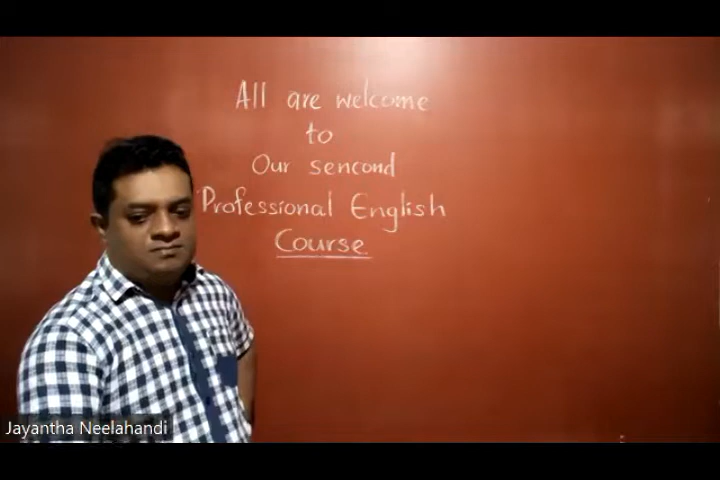 All are welcome
to
Our sencond
Professional English
Course
Jayantha Neelahandi